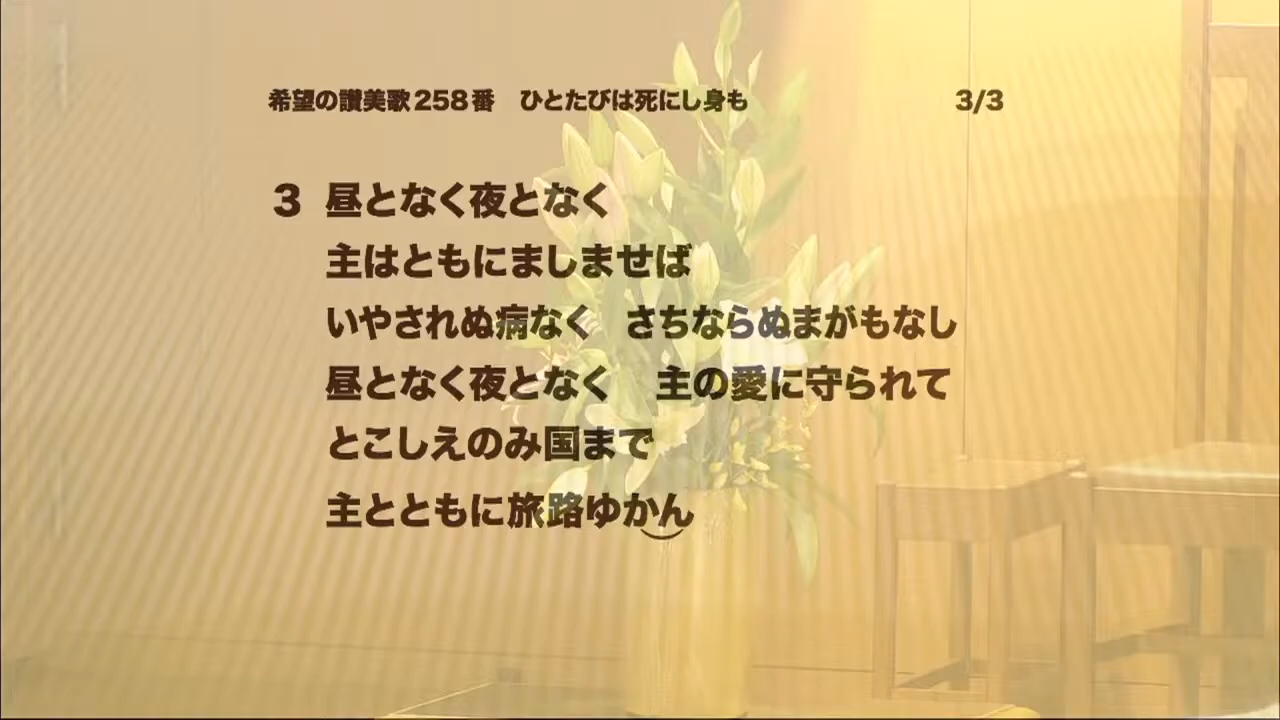 希望の讃美歌258番　ひとたびは死にし身も　3/3
3 昼となく夜となく
主はともにましませば
いやされぬ病なく　さちならぬまがもなし
昼となく夜となく　主の愛に守られて
とこしえのみ国まで
主とともに旅路ゆかん